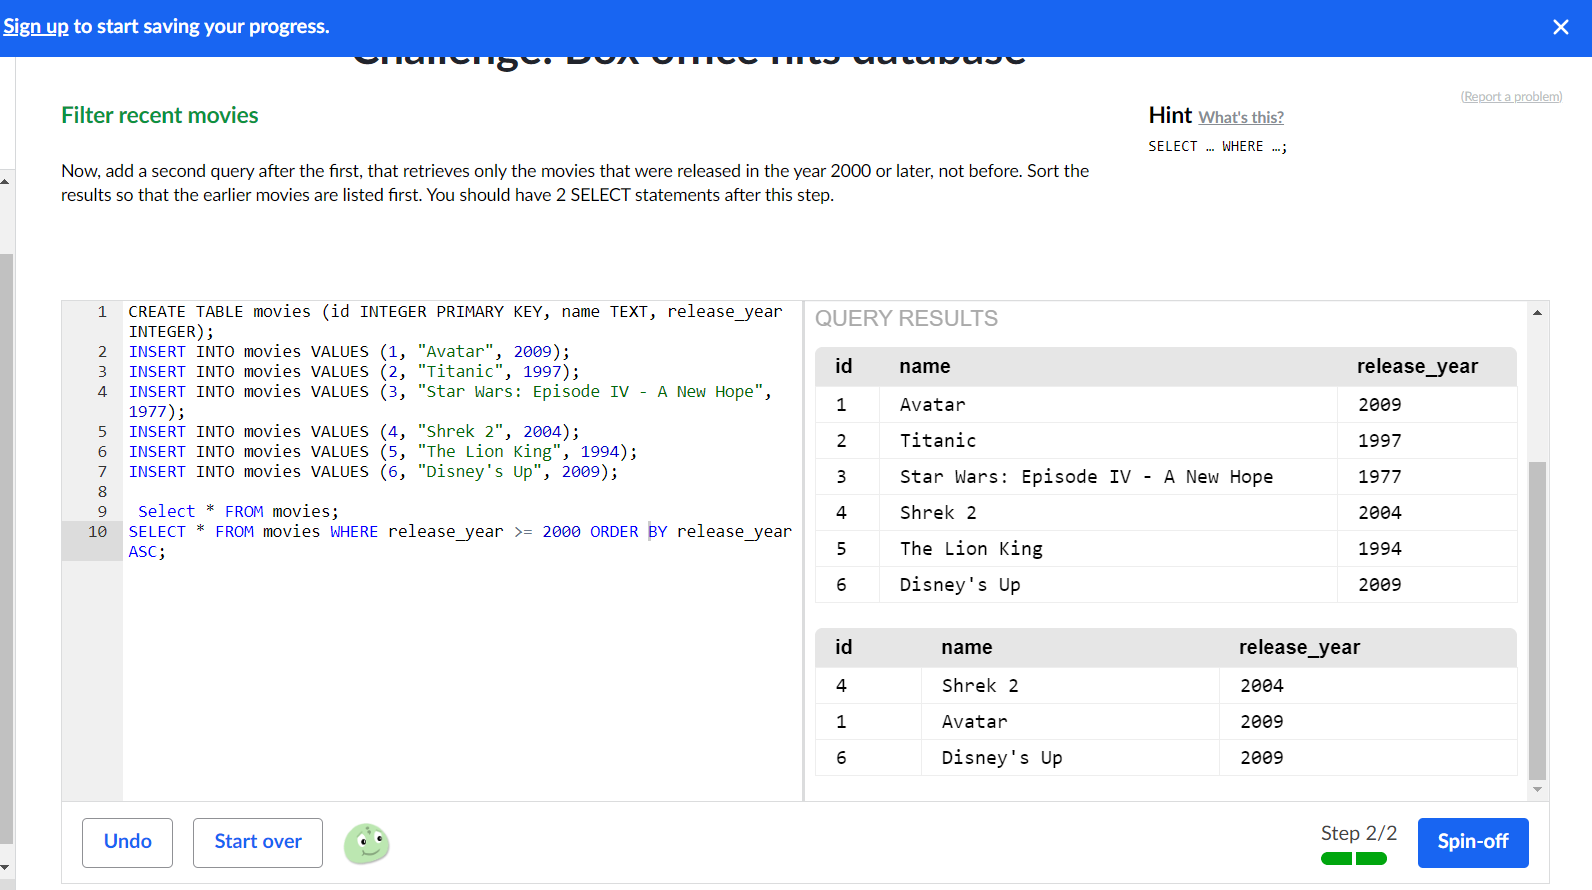 Sign up to start saving your progress.
Challenge: Box office hits database
(Report a problem)
Filter recent movies
Hint What's this?
SELECT … WHERE …;
Now, add a second query after the first, that retrieves only the movies that were released in the year 2000 or later, not before. Sort the
results so that the earlier movies are listed first. You should have 2 SELECT statements after this step.
1 CREATE TABLE movies (id INTEGER PRIMARY KEY, name TEXT, release_year
INTEGER);
2 INSERT INTO movies VALUES (1, "Avatar", 2009);
3 INSERT INTO movies VALUES (2, "Titanic", 1997);
4 INSERT INTO movies VALUES (3, "Star Wars: Episode IV - A New Hope",
1977);
5 INSERT INTO movies VALUES (4, "Shrek 2", 2004);
6 INSERT INTO movies VALUES (5, "The Lion King", 1994);
7 INSERT INTO movies VALUES (6, "Disney's Up", 2009);
8
9 Select * FROM movies;
10 SELECT * FROM movies WHERE release_year >= 2000 ORDER BY release_year
ASC;
QUERY RESULTS
id name release_year
1 Avatar 2009
2 Titanic 1997
3 Star Wars: Episode IV - A New Hope 1977
4 Shrek 2 2004
5 The Lion King 1994
6 Disney's Up 2009
id name release_year
4 Shrek 2 2004
1 Avatar 2009
6 Disney's Up 2009
Undo
Start over
Step 2/2
Spin-off